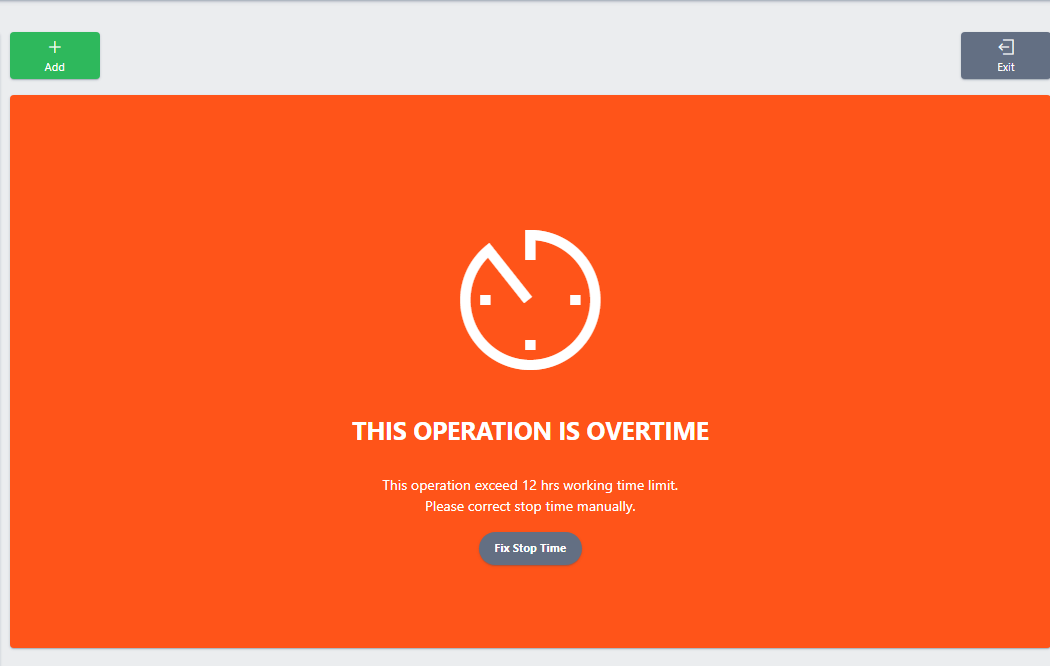 Add
Exit
THIS OPERATION IS OVERTIME
This operation exceed 12 hrs working time limit.
Please correct stop time manually.
Fix Stop Time